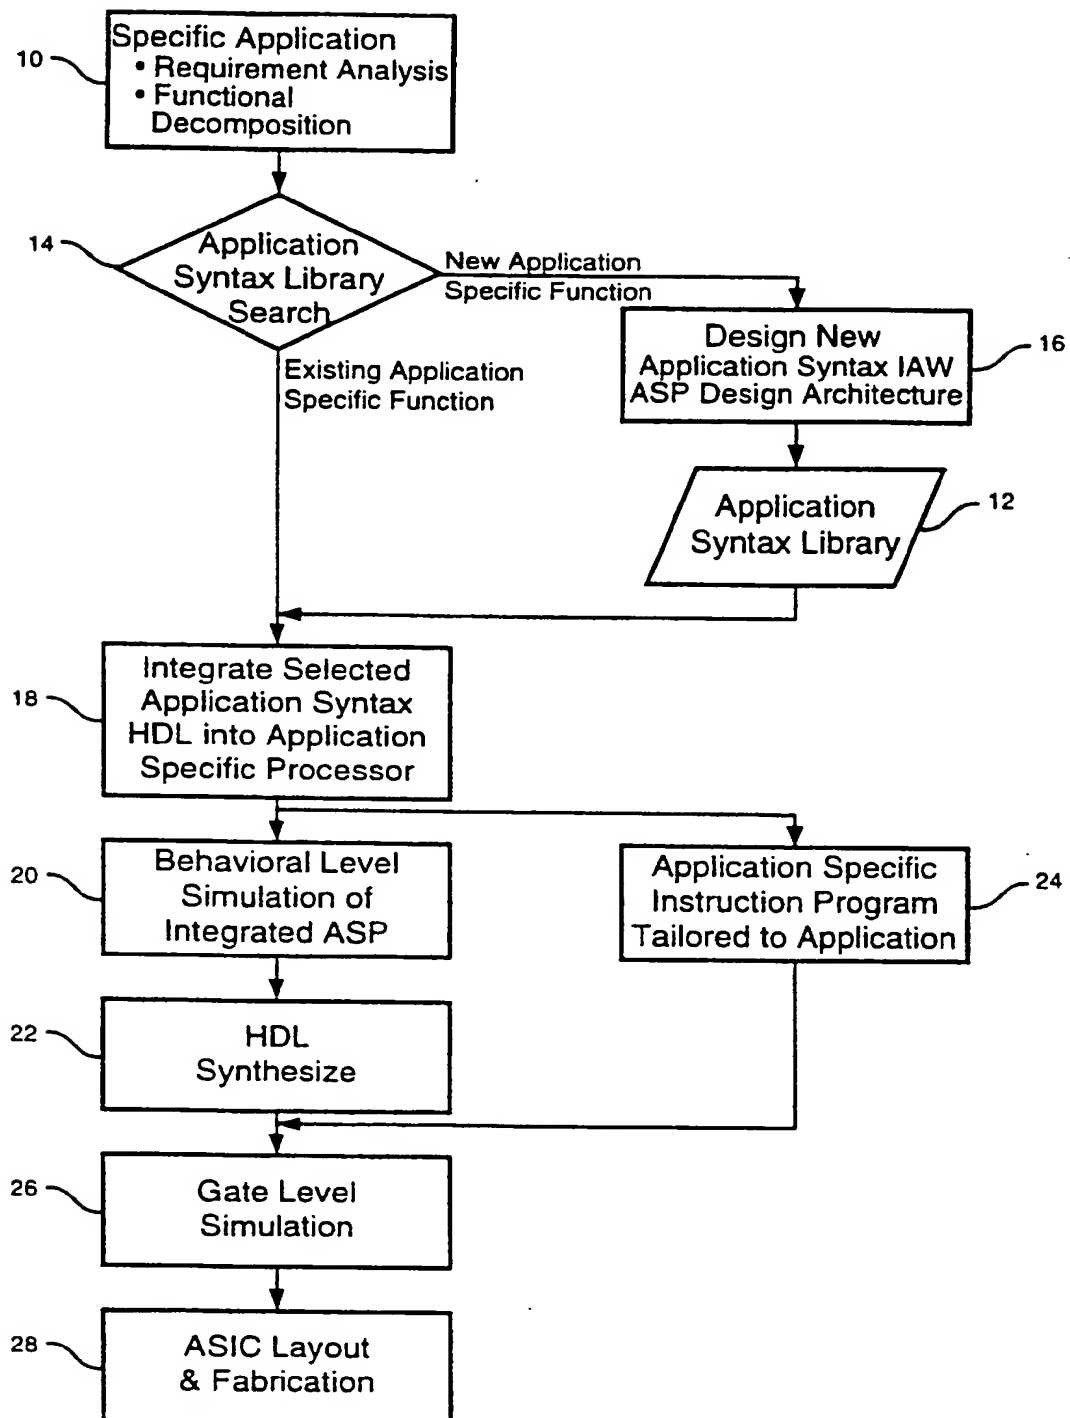 10
Specific Application
• Requirement Analysis
• Functional
Decomposition
14
Application
Syntax Library
Search
New Application
Specific Function
Existing Application
Specific Function
Design New
Application Syntax IAW
ASP Design Architecture
16
Application
Syntax Library
12
18
Integrate Selected
Application Syntax
HDL into Application
Specific Processor
20
Behavioral Level
Simulation of
Integrated ASP
Application Specific
Instruction Program
Tailored to Application
24
22
HDL
Synthesize
26
Gate Level
Simulation
28
ASIC Layout
& Fabrication